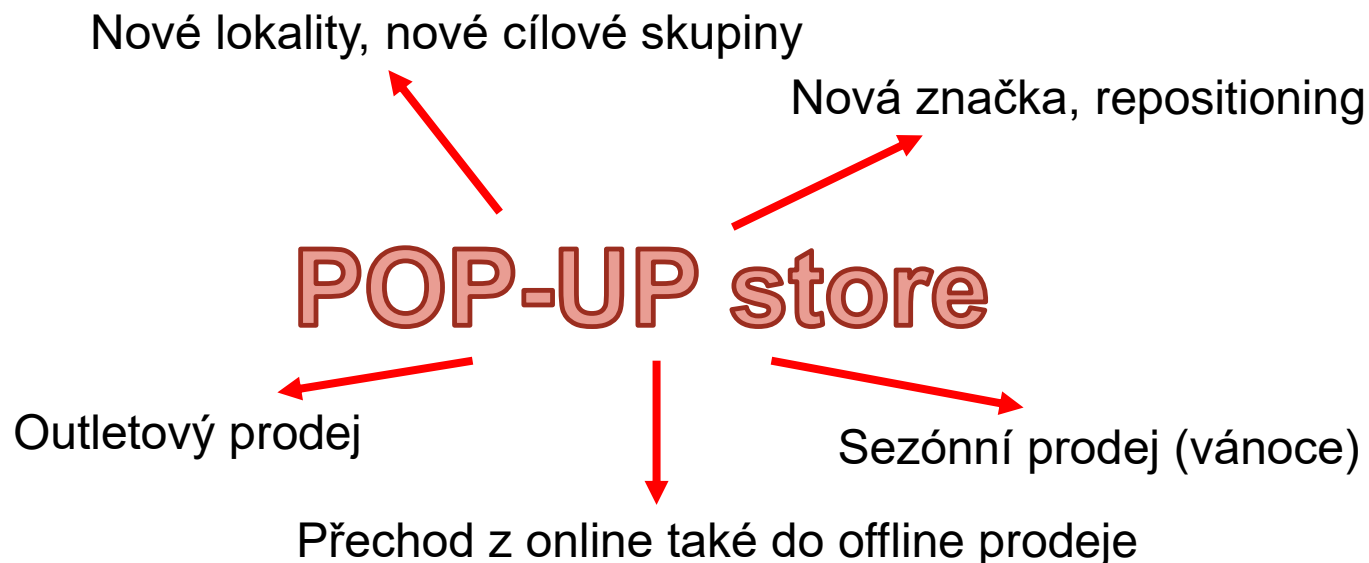 Nové lokality, nové cílové skupiny
Nová značka, repositioning
POP-UP store
Outletový prodej
Sezónní prodej (vánoce)
Přechod z online také do offline prodeje